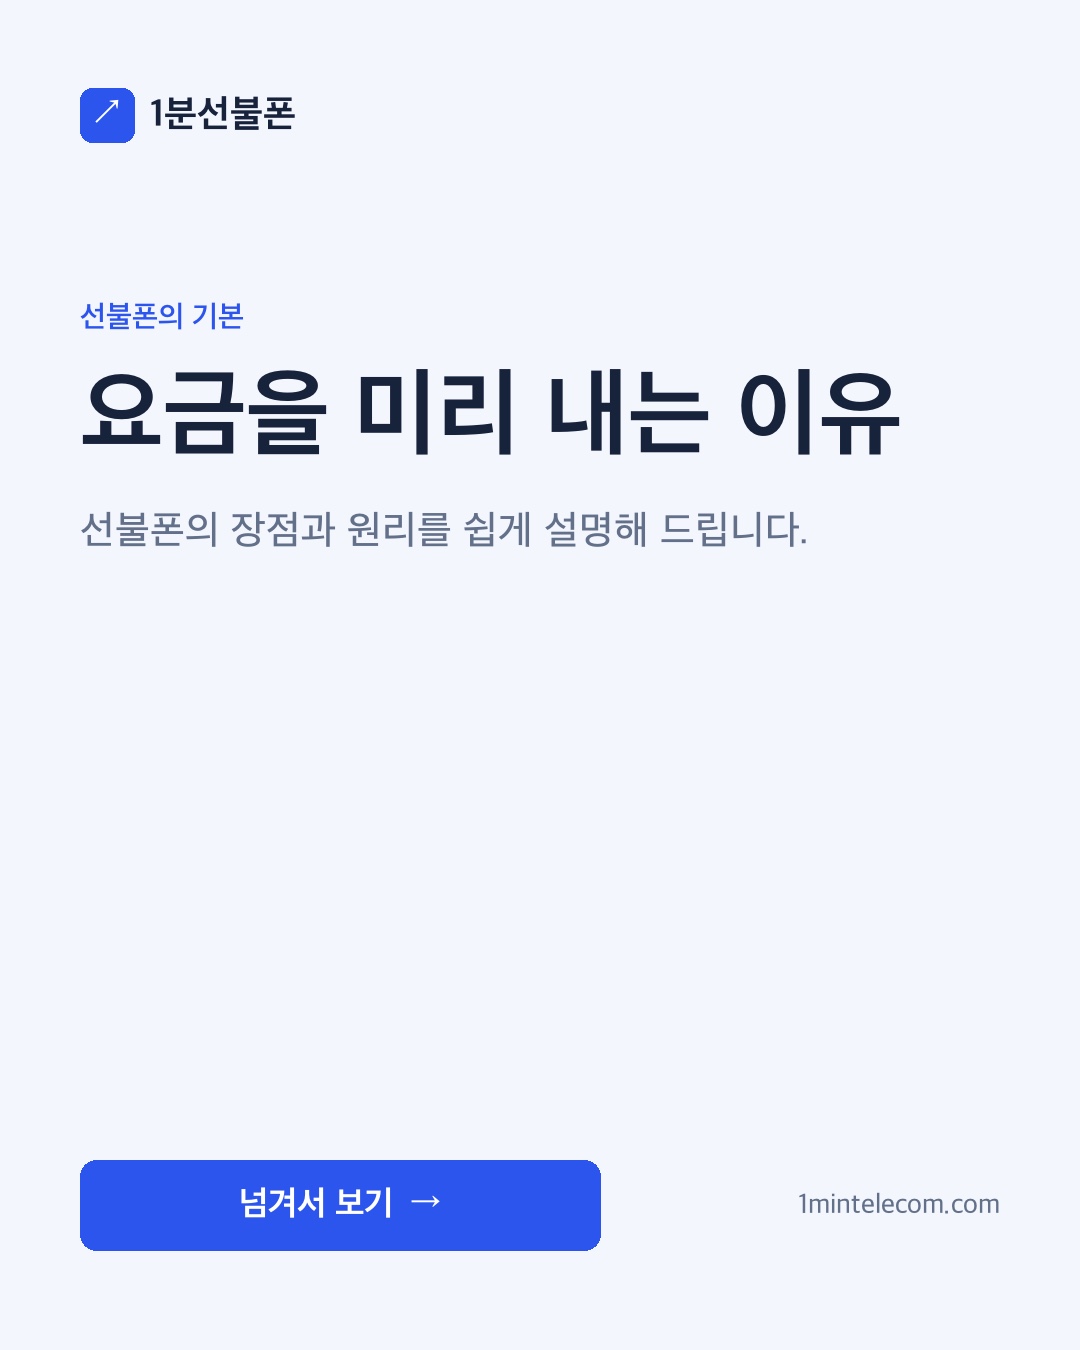 ↗ 1분선불폰
선불폰의 기본
요금을 미리 내는 이유
선불폰의 장점과 원리를 쉽게 설명해 드립니다.
넘겨서 보기 →
1mintelecom.com